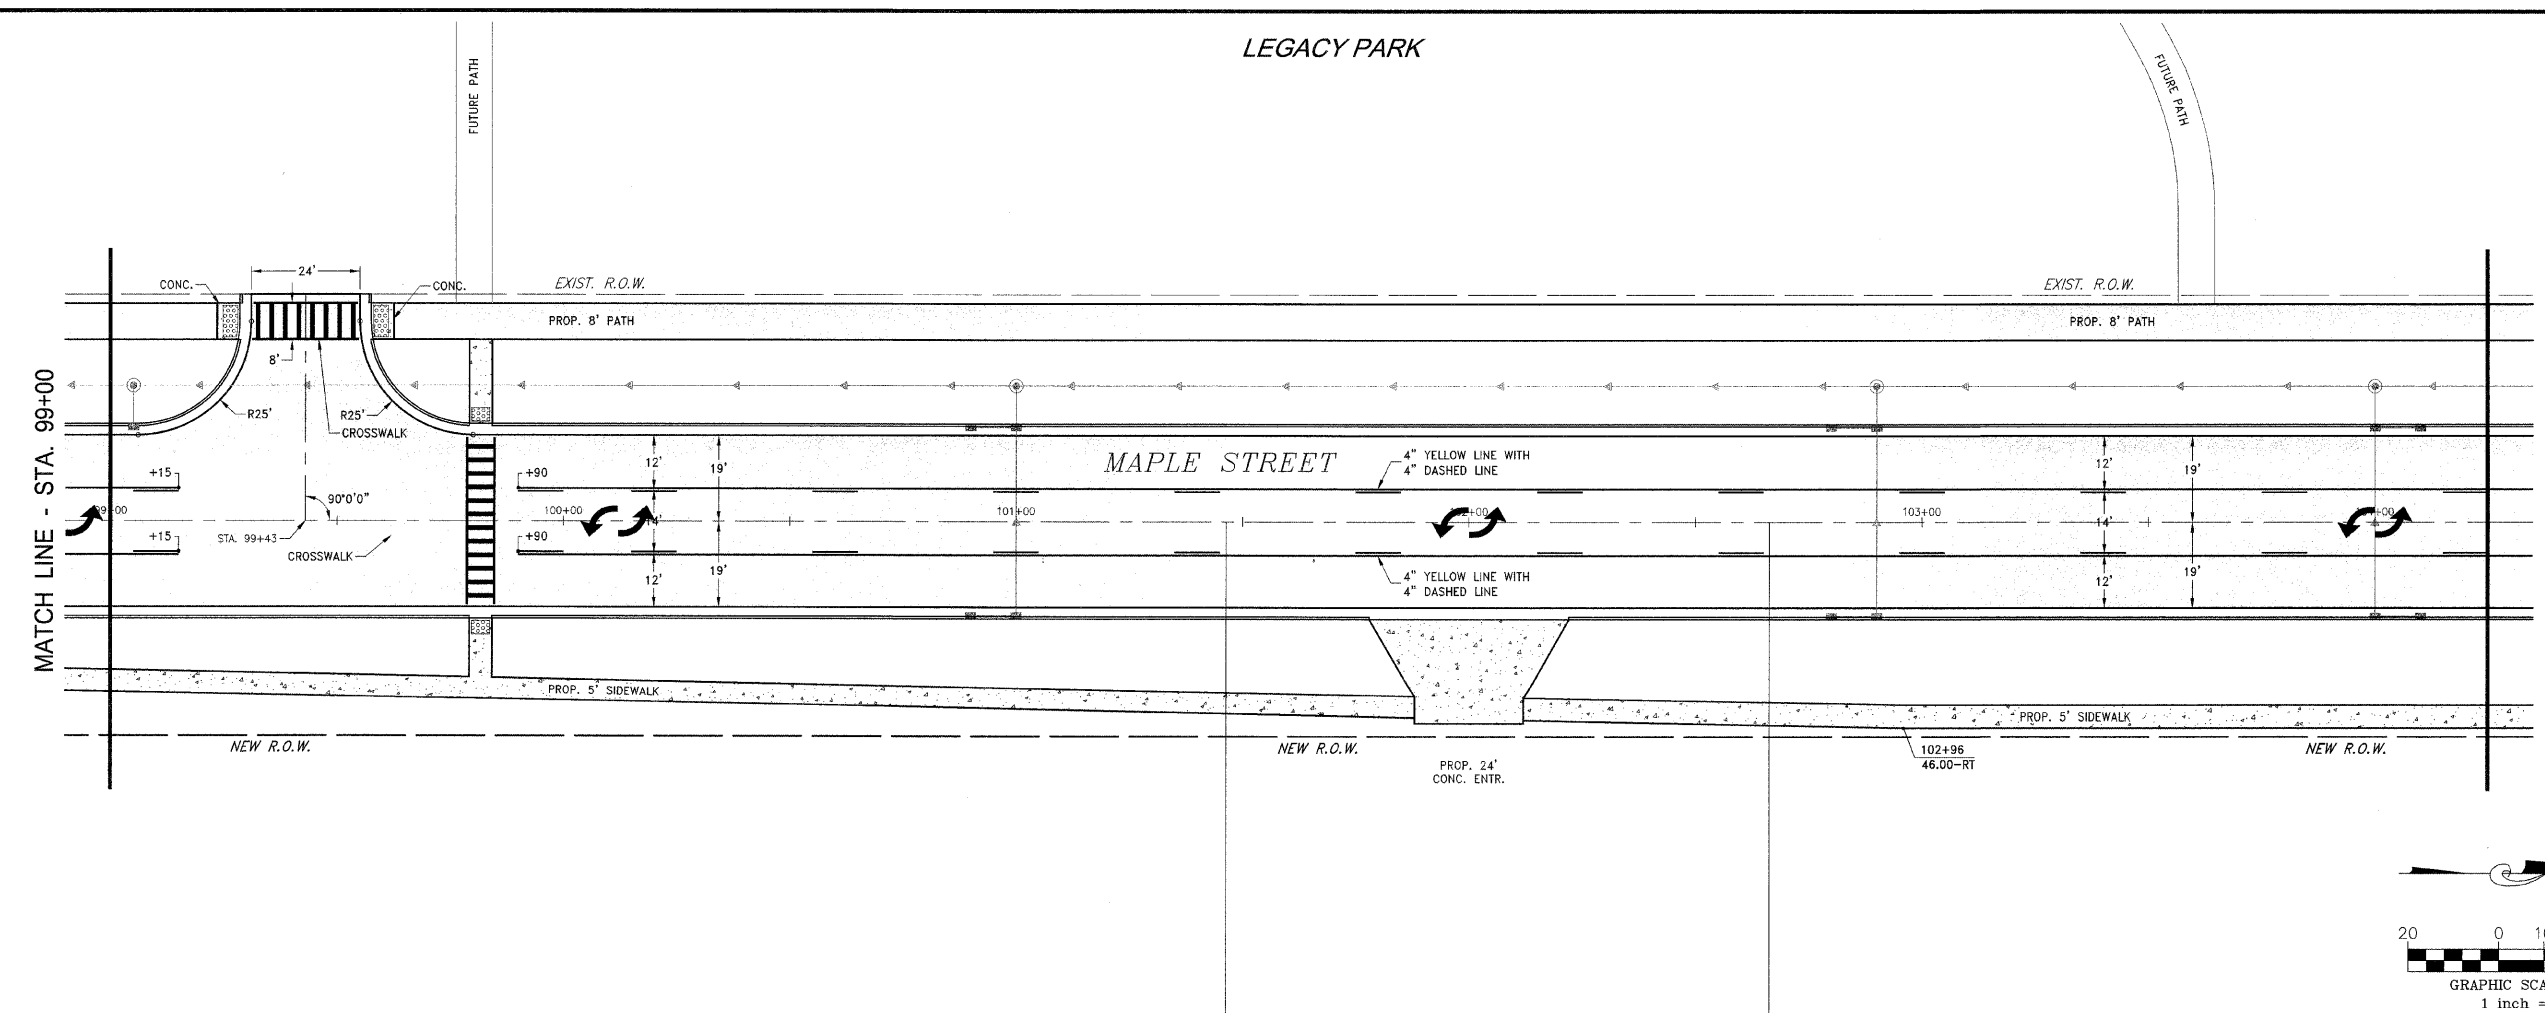 LEGACY PARK
FUTURE PATH
FUTURE PATH
24'
CONC.
CONC.
EXIST. R.O.W.
EXIST. R.O.W.
PROP. 8' PATH
PROP. 8' PATH
8'
R25'
R25'
CROSSWALK
MATCH LINE - STA. 99+00
+15
+90
12'
19'
MAPLE STREET
4" YELLOW LINE WITH
4" DASHED LINE
12'
19'
90°0'0"
100+00
101+00
103+00
14'
STA. 99+43
+15
+90
CROSSWALK
12'
19'
4" YELLOW LINE WITH
4" DASHED LINE
12'
19'
PROP. 5' SIDEWALK
PROP. 5' SIDEWALK
NEW R.O.W.
NEW R.O.W.
NEW R.O.W.
102+96
46.00-RT
PROP. 24'
CONC. ENTR.
20 0
GRAPHIC
1 inch =